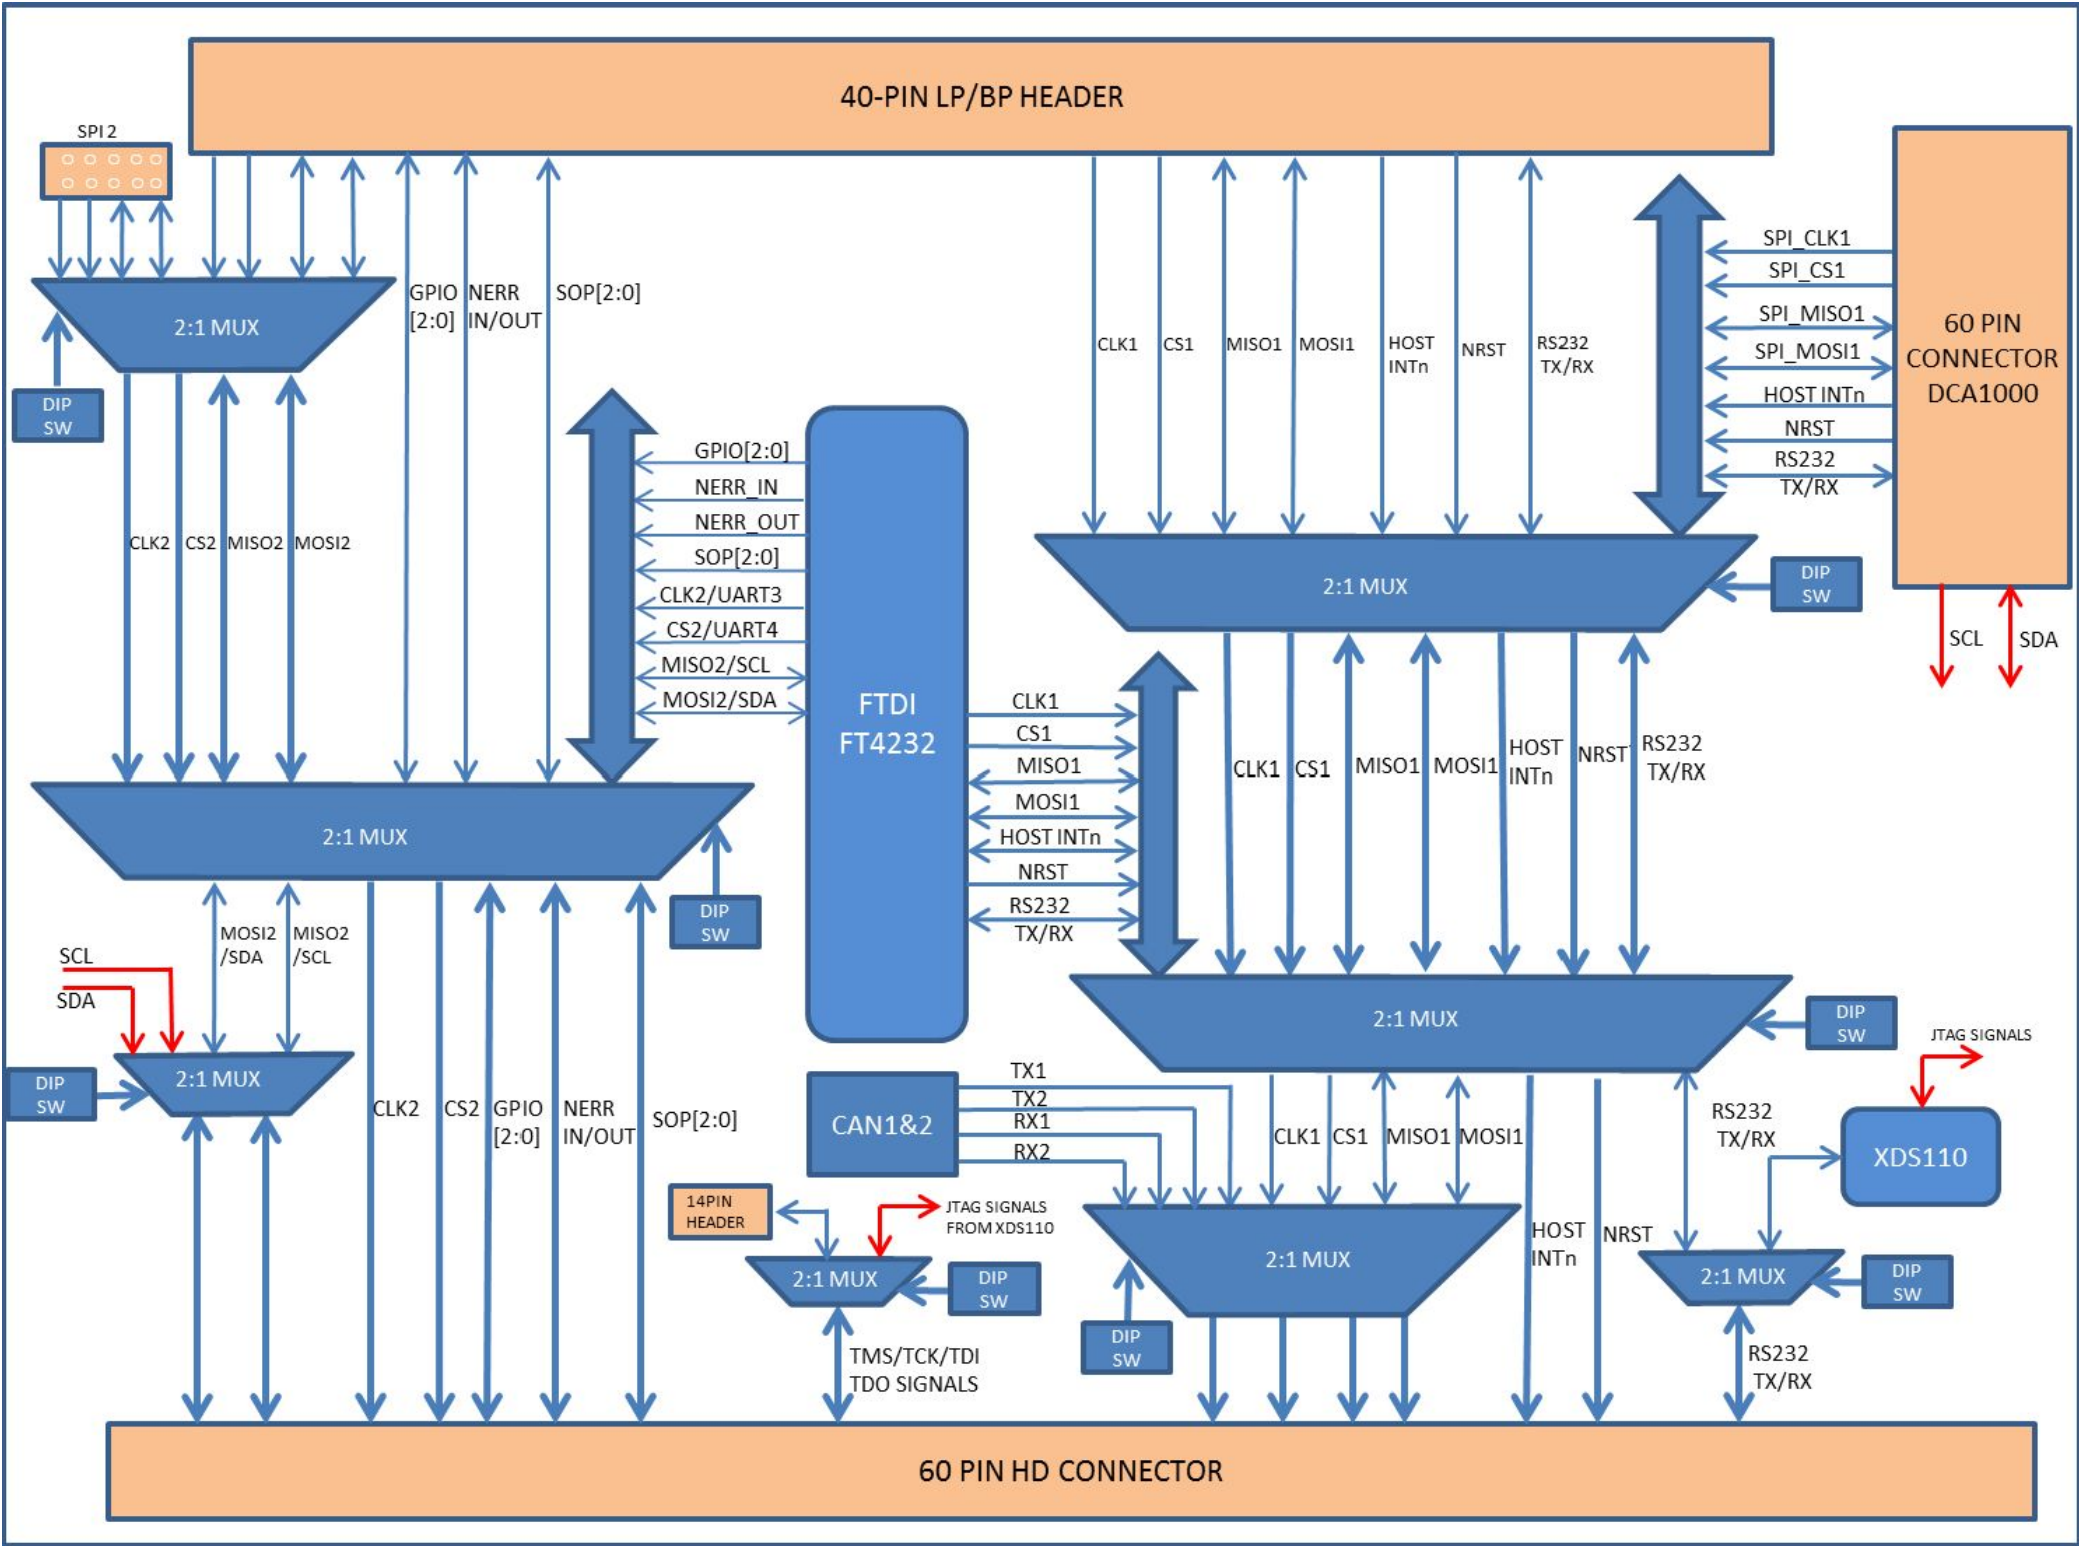 40-PIN LP/BP HEADER
SPI 2
2:1 MUX
DIP
SW
GPIO
[2:0]
NERR
IN/OUT
SOP[2:0]
CLK2
CS2
MISO2
MOSI2
GPIO[2:0]
NERR_IN
NERR_OUT
SOP[2:0]
CLK2/UART3
CS2/UART4
MISO2/SCL
MOSI2/SDA
FTDI
FT4232
CLK1
CS1
MISO1
MOSI1
HOST
INTn
NRST
RS232
TX/RX
SPI_CLK1
SPI_CS1
SPI_MISO1
SPI_MOSI1
HOST INTn
NRST
RS232
TX/RX
60 PIN
CONNECTOR
DCA1000
SCL
SDA
2:1 MUX
DIP
SW
CLK1
CS1
MISO1
MOSI1
HOST INTn
NRST
RS232
TX/RX
CLK1
CS1
MISO1
MOSI1
HOST
INTn
NRST
RS232
TX/RX
2:1 MUX
DIP
SW
2:1 MUX
DIP
SW
SCL
SDA
MOSI2
/SDA
MISO2
/SCL
DIP
SW
2:1 MUX
CLK2
CS2
GPIO
[2:0]
NERR
IN/OUT
SOP[2:0]
CAN1&2
TX1
TX2
RX1
RX2
CLK1
CS1
MISO1
MOSI1
RS232
TX/RX
JTAG SIGNALS
XDS110
14PIN
HEADER
JTAG SIGNALS
FROM XDS110
2:1 MUX
DIP
SW
TMS/TCK/TDI
TDO SIGNALS
2:1 MUX
DIP
SW
HOST
INTn
NRST
2:1 MUX
DIP
SW
RS232
TX/RX
60 PIN HD CONNECTOR